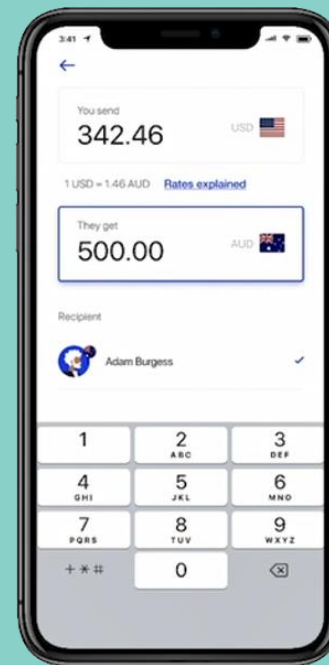 3:41
You send
342.46 USD
1 USD = 1.46 AUD Rates explained
They get
500.00 AUD
Recipient
Adam Burgess
1 2 3
ABC DEF
4 5 6
GHI JKL MNO
7 8 9
PQRS TUV WXYZ
+ * # 0